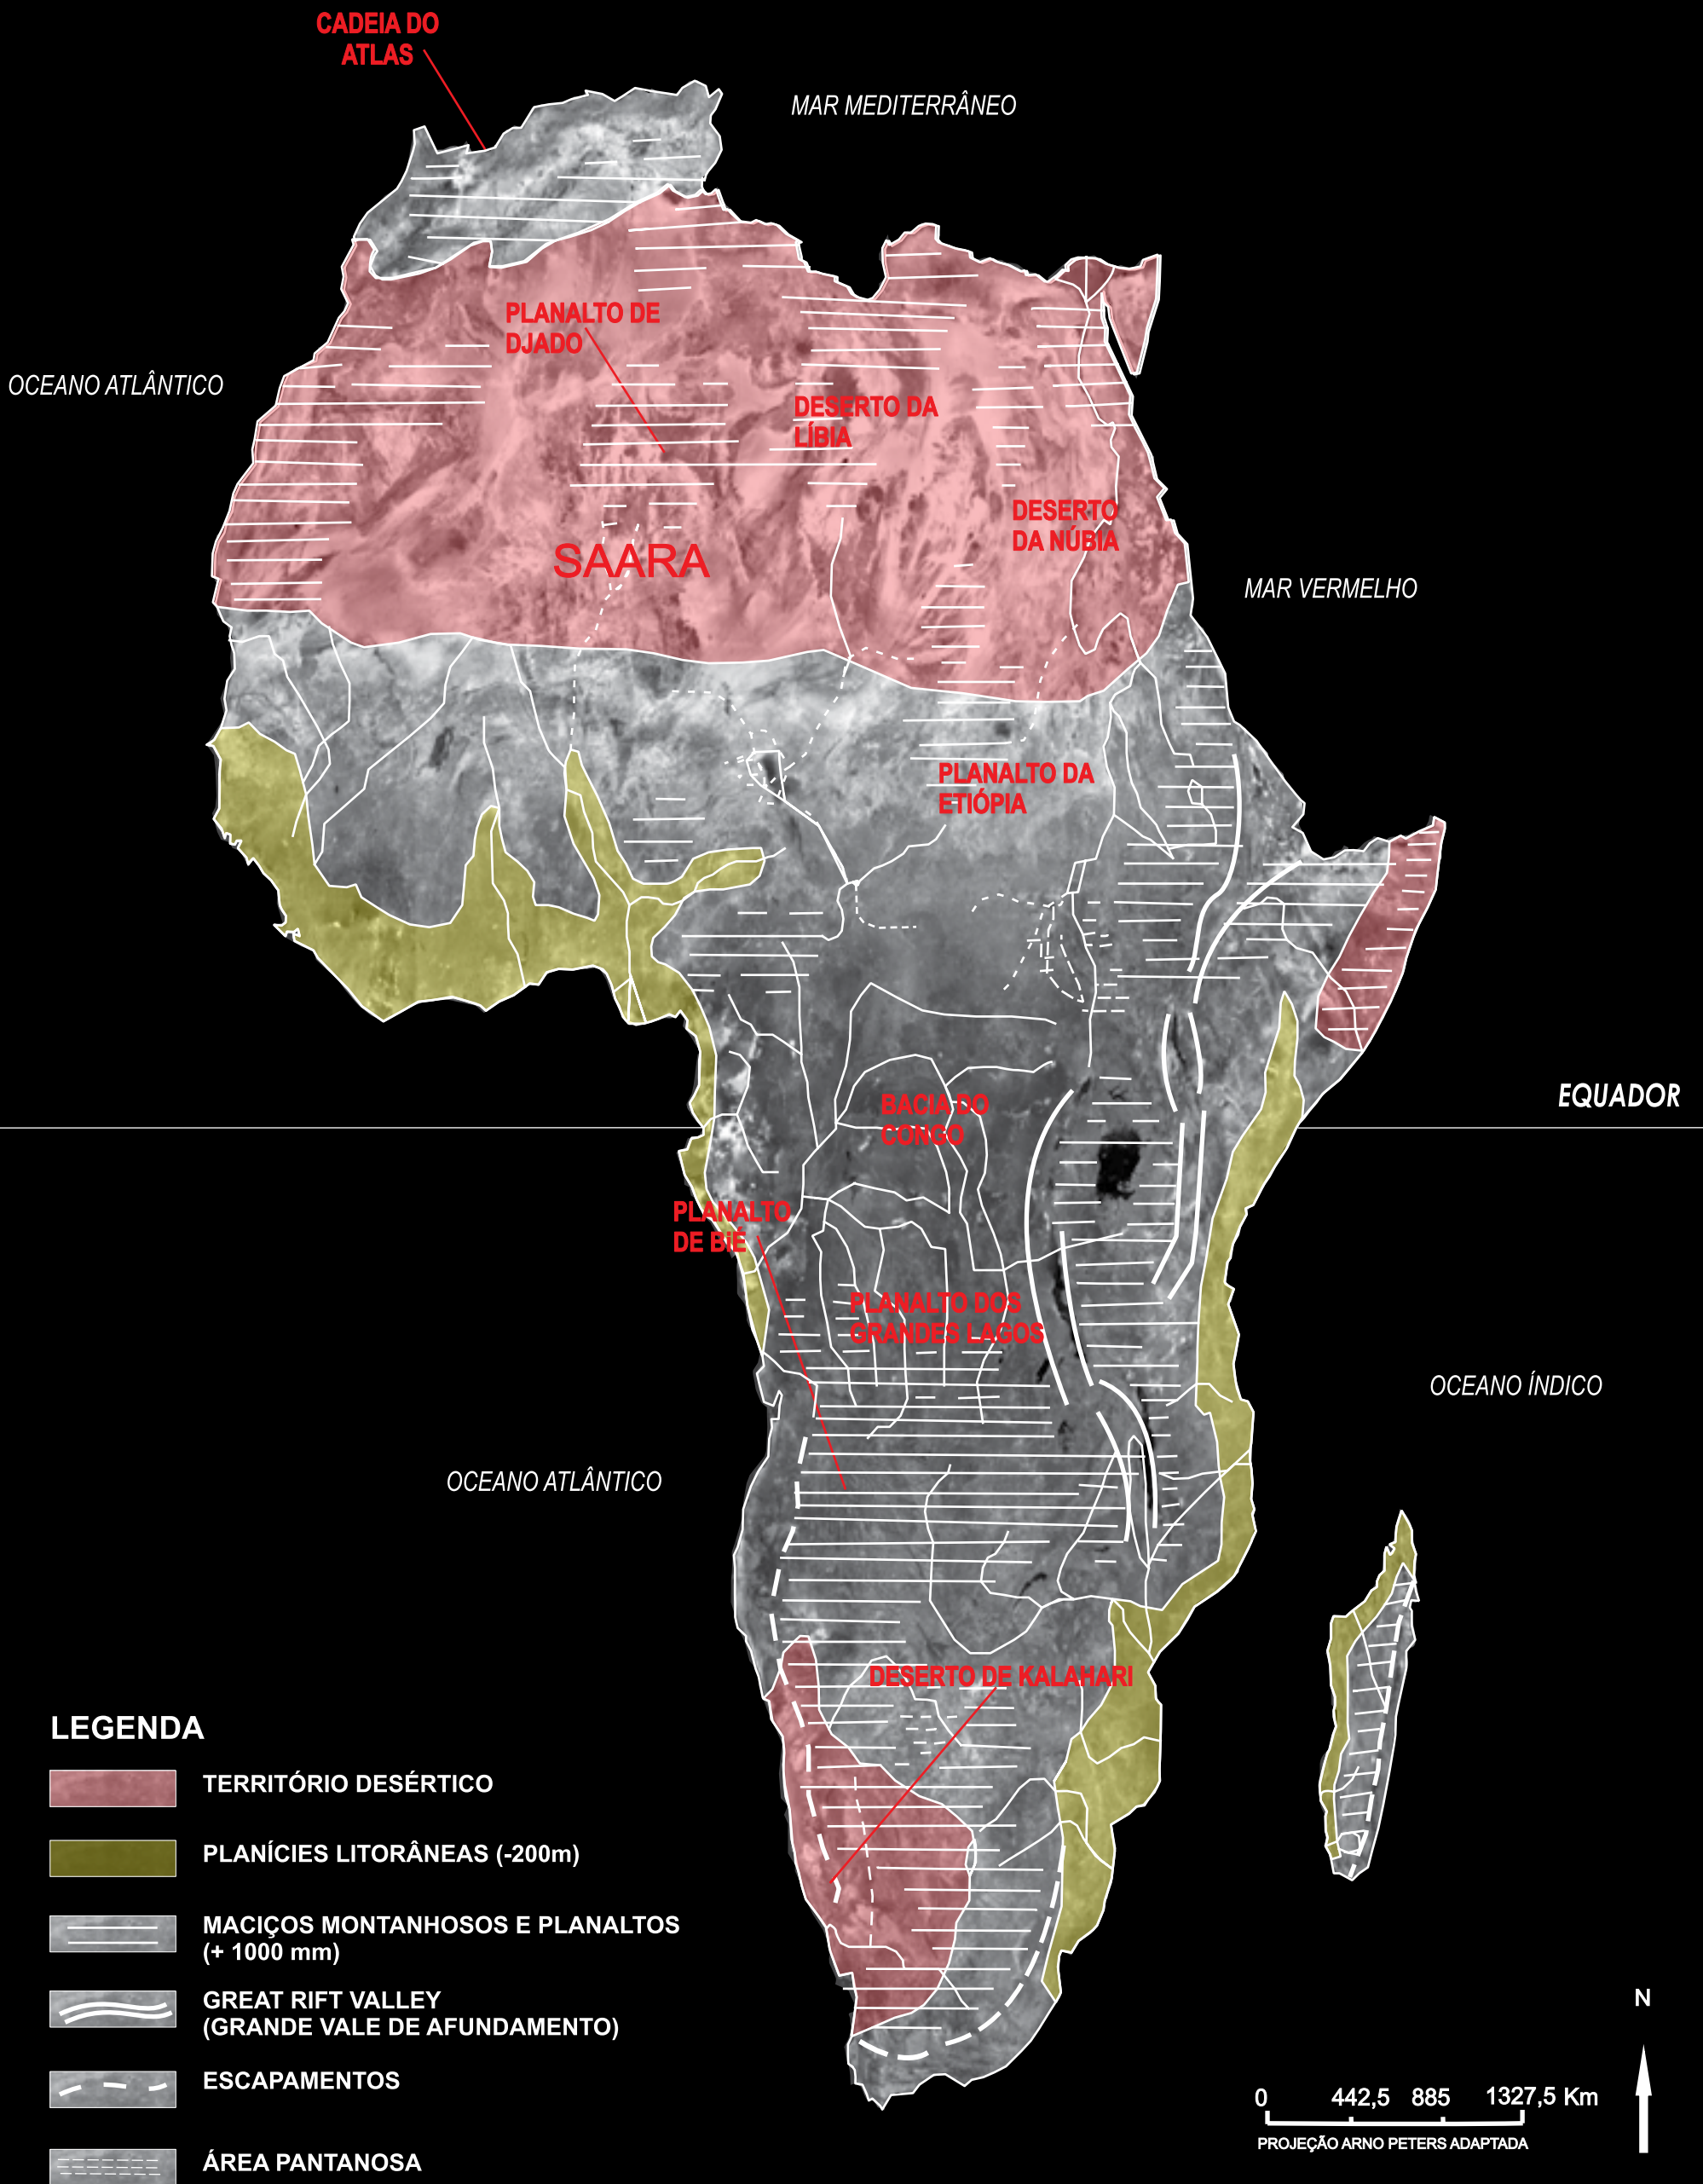 CADEIA DO
ATLAS
MAR MEDITERRÂNEO
PLANALTO DE
DJADO
OCEANO ATLÂNTICO
DESERTO DA
LÍBIA
DESERTO
DA NÚBIA
SAARA
MAR VERMELHO
PLANALTO DA
ETIÓPIA
EQUADOR
BACIA DO
CONGO
PLANALTO
DE BIÉ
PLANALTO DOS
GRANDES LAGOS
OCEANO ÍNDICO
OCEANO ATLÂNTICO
DESERTO DE KALAHARI
LEGENDA
TERRITÓRIO DESÉRTICO
PLANÍCIES LITORÂNEAS (-200m)
MACIÇOS MONTANHOSOS E PLANALTOS
(+ 1000 mm)
GREAT RIFT VALLEY
(GRANDE VALE DE AFUNDAMENTO)
ESCAPAMENTOS
ÁREA PANTANOSA
N
0 442,5 885 1327,5 Km
PROJEÇÃO ARNO PETERS ADAPTADA